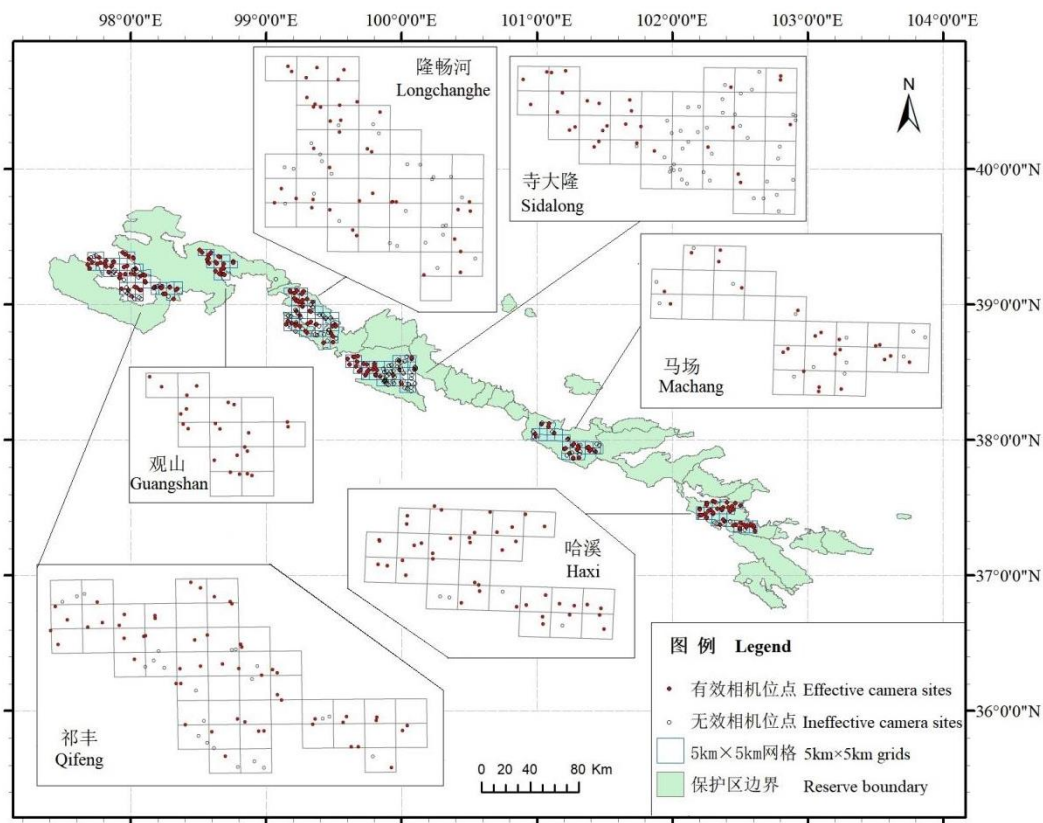 98°0'0"E 99°0'0"E 100°0'0"E 101°0'0"E 102°0'0"E 103°0'0"E 104°0'0"E
隆畅河
Longchanghe
寺大隆
Sidalong
N
40°0'0"N
马场
Machang
39°0'0"N
38°0'0"N
观山
Guangshan
哈溪
Haxi
37°0'0"N
祁丰
Qifeng
图 例 Legend
有效相机位点 Effective camera sites
无效相机位点 Ineffective camera sites
5km×5km网格 5km×5km grids
保护区边界 Reserve boundary
36°0'0"N
0 20 40 80 Km